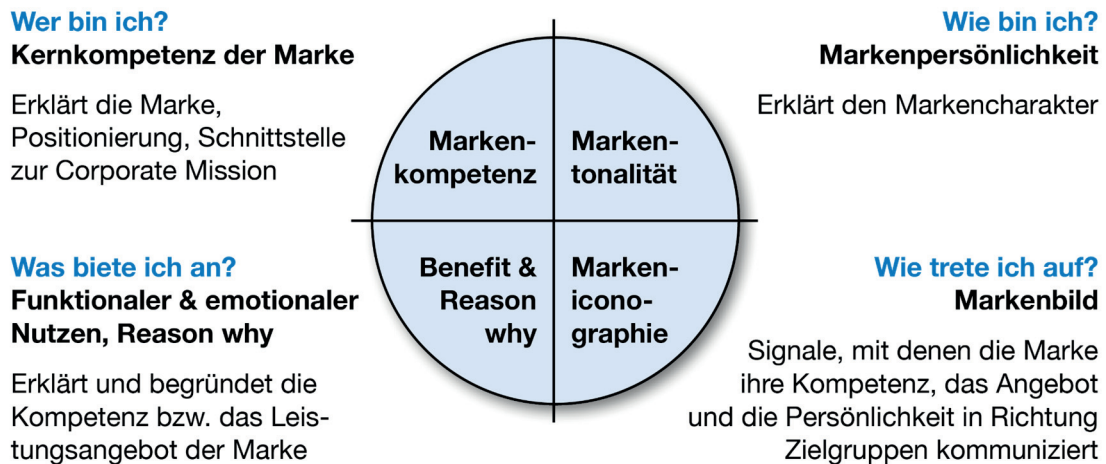 Wer bin ich?
Kernkompetenz der Marke
Erklärt die Marke,
Positionierung, Schnittstelle
zur Corporate Mission
Wie bin ich?
Markenpersönlichkeit
Erklärt den Markencharakter
Marken-
kompetenz
Marken-
tonalität
Was biete ich an?
Funktionaler & emotionaler
Nutzen, Reason why
Erklärt und begründet die
Kompetenz bzw. das Leis-
tungsangebot der Marke
Benefit &
Reason
why
Marken-
icono-
graphie
Wie trete ich auf?
Markenbild
Signale, mit denen die Marke
ihre Kompetenz, das Angebot
und die Persönlichkeit in Richtung
Zielgruppen kommuniziert